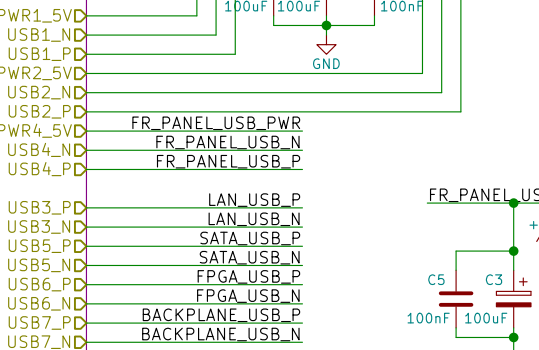 100uF 100uF 100nF
PWR1_5V
USB1_N
USB1_P
GND
PWR2_5V
USB2_N
USB2_P
PWR4_5V FR_PANEL_USB_PWR
USB4_N FR_PANEL_USB_N
USB4_P FR_PANEL_USB_P
USB3_P LAN_USB_P
FR_PANEL_US
USB3_N LAN_USB_N
USB5_P SATA_USB_P
USB5_N SATA_USB_N
USB6_P FPGA_USB_P
C5 C3 +
USB6_N FPGA_USB_N
USB7_P BACKPLANE_USB_P
100nF 100uF
USB7_N BACKPLANE_USB_N